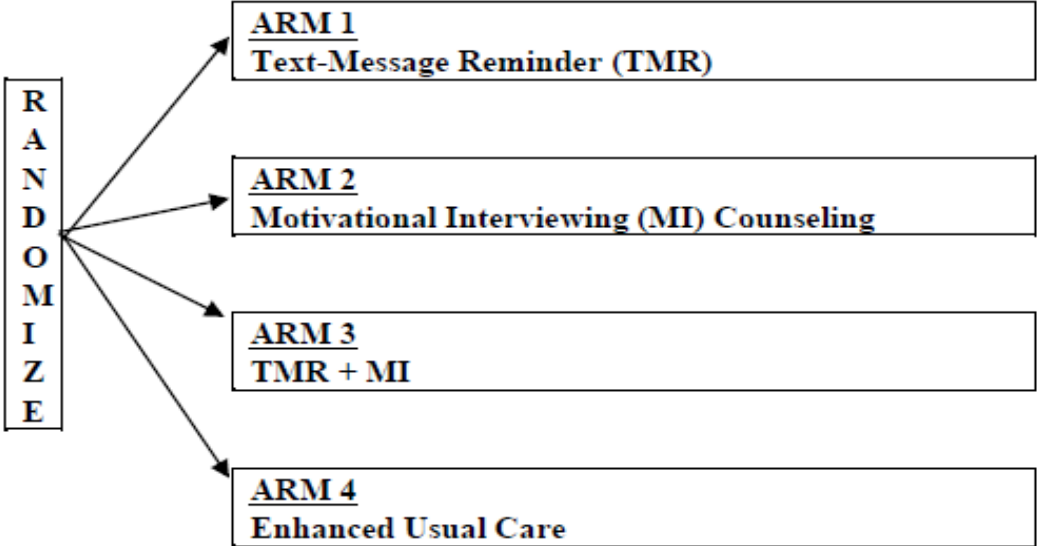 RANDOMIZE
ARM 1
Text-Message Reminder (TMR)
ARM 2
Motivational Interviewing (MI) Counseling
ARM 3
TMR + MI
ARM 4
Enhanced Usual Care